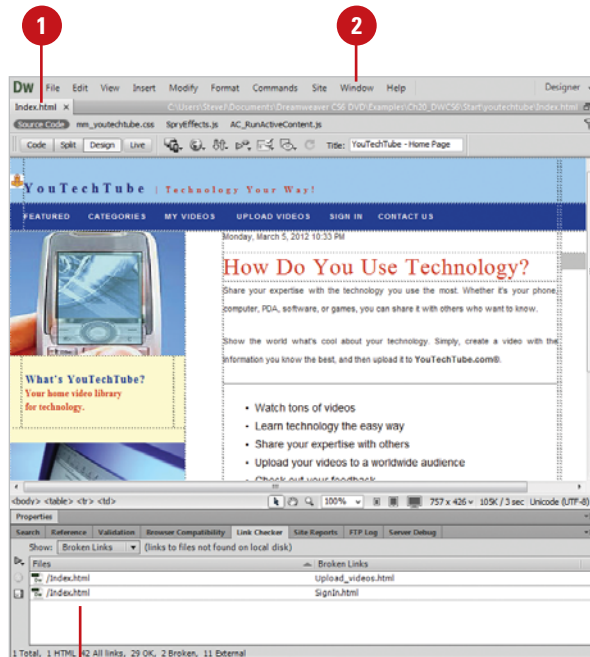 1 2
Dw File Edit View Insert Modify Format Commands Site Window Help Designer
Index.html × C:\Users\SteveJ\Documents\Dreamweaver CS6 DVD\Examples\Ch20_DWCS6\Start\youtechtube\Index.html
Source Code mm_youtechtube.css SpryEffects.js AC_RunActiveContent.js
Code Split Design Live Title: YouTechTube - Home Page
YouTechTube | Technology Your Way!
FEATURED CATEGORIES MY VIDEOS UPLOAD VIDEOS SIGN IN CONTACT US
Monday, March 5, 2012 10:33 PM
How Do You Use Technology?
Share your expertise with the technology you use the most. Whether it's your phone,
computer, PDA, software, or games, you can share it with others who want to know.
Show the world what's cool about your technology. Simply, create a video with the
information you know the best, and then upload it to YouTechTube.com®.
What's YouTechTube?
Your home video library
for technology.
• Watch tons of videos
• Learn technology the easy way
• Share your expertise with others
• Upload your videos to a worldwide audience
• Check out your feedback
<body> <table> <tr> <td> 100% 757 x 426 105K / 3 sec Unicode (UTF-8)
Properties
Search Reference Validation Browser Compatibility Link Checker Site Reports FTP Log Server Debug
Show: Broken Links (links to files not found on local disk)
Files Broken Links
/Index.html Upload_videos.html
/Index.html SignIn.html
1 Total, 1 HTML 42 All links, 29 OK, 2 Broken, 11 External